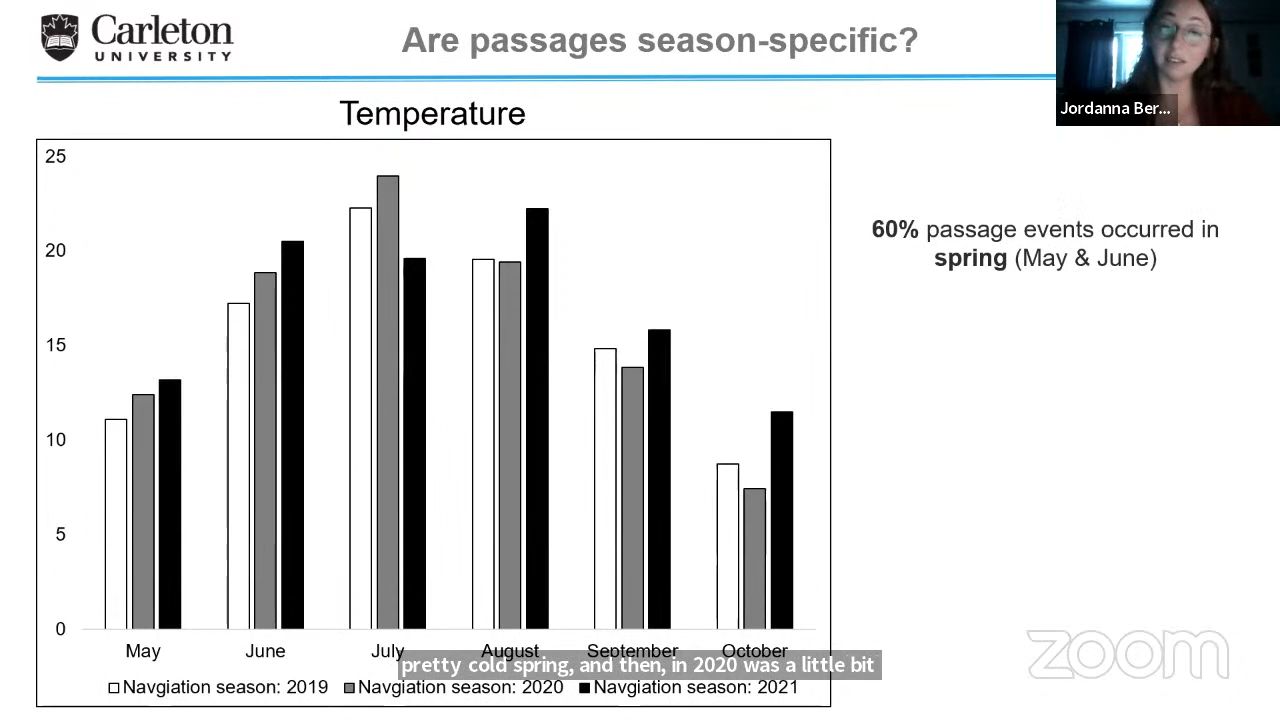 Carleton
UNIVERSITY
Are passages season-specific?
Jordanna Ber...
Temperature
25
20
15
10
5
0
60% passage events occurred in
spring (May & June)
May June July August September October
pretty cold spring, and then, in 2020 was a little bit
Navgiation season: 2019 Navgiation season: 2020 Navgiation season: 2021
zoom